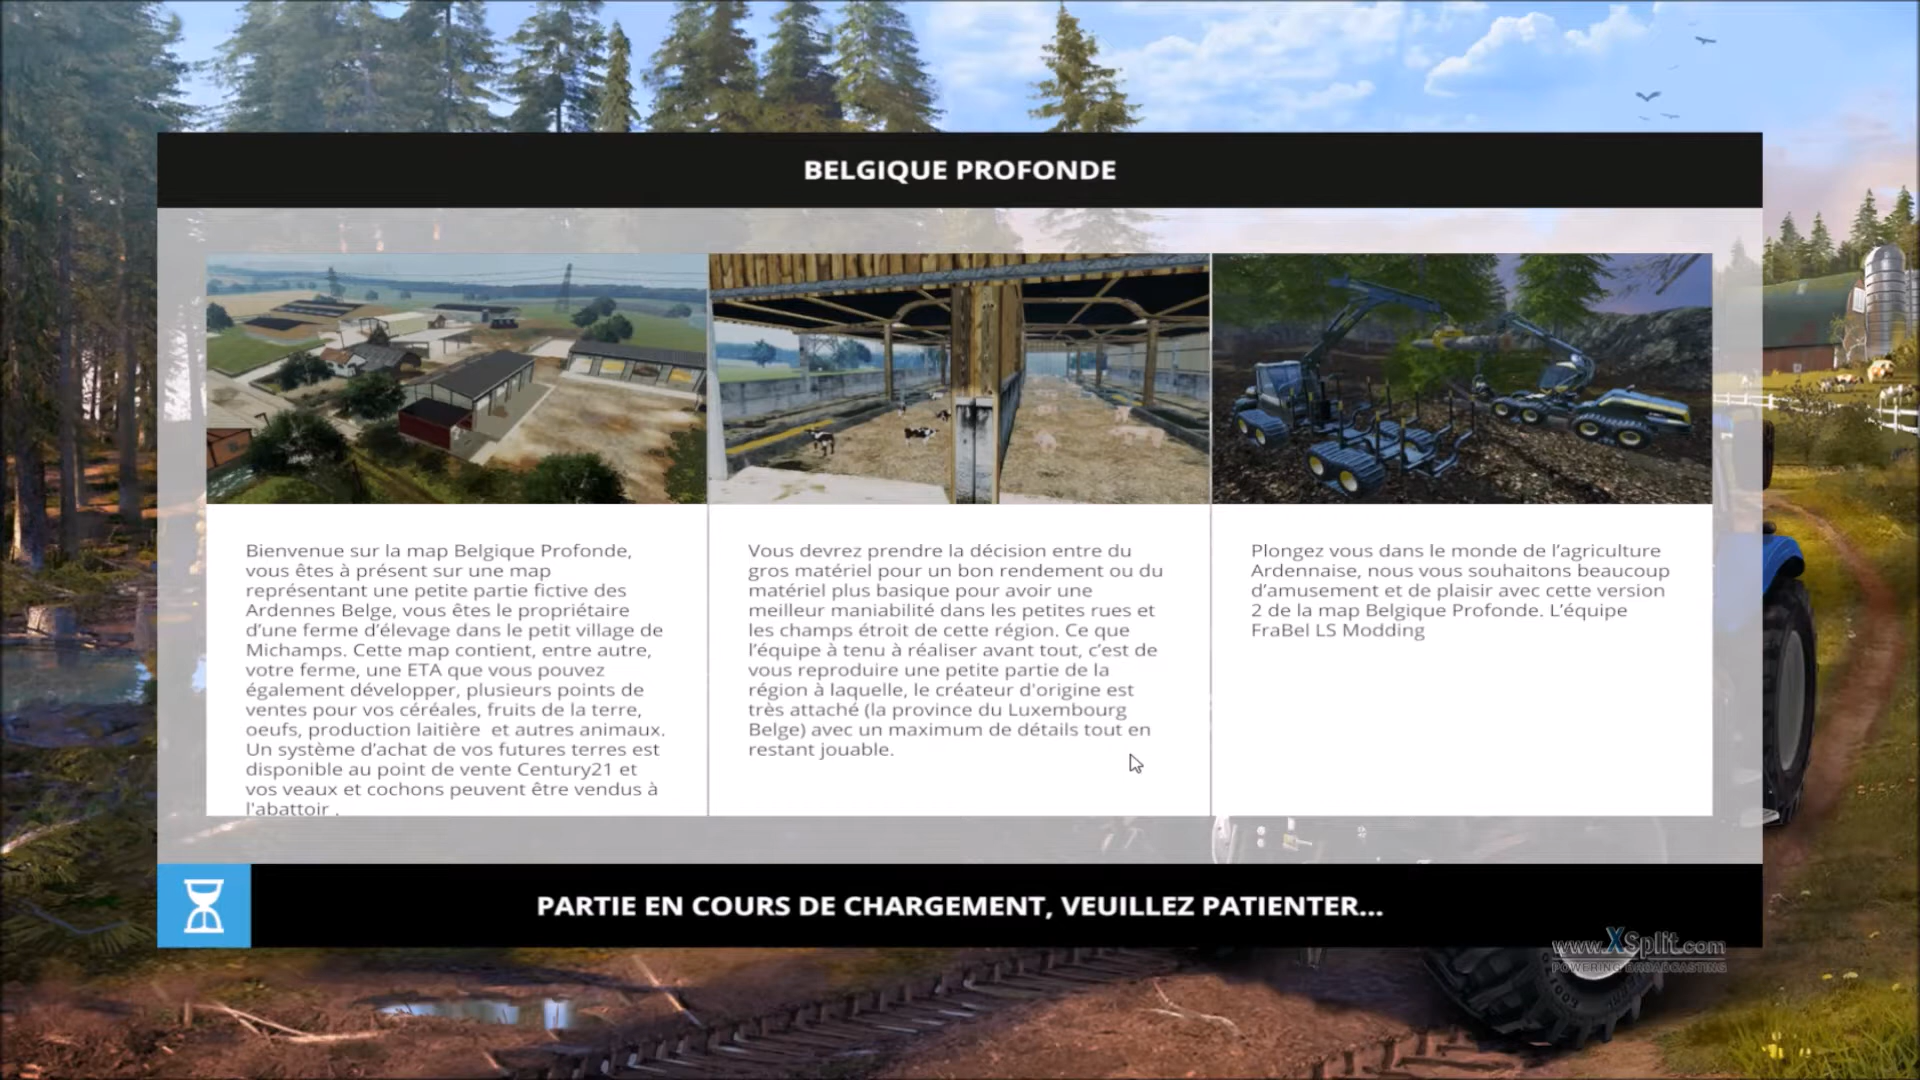 BELGIQUE PROFONDE
Bienvenue sur la map Belgique Profonde,
vous êtes à présent sur une map
représentant une petite partie fictive des
Ardennes Belge, vous êtes le propriétaire
d’une ferme d’élevage dans le petit village de
Michamps. Cette map contient, entre autre,
votre ferme, une ETA que vous pouvez
également développer, plusieurs points de
ventes pour vos céréales, fruits de la terre,
oeufs, production laitière  et autres animaux.
Un système d’achat de vos futures terres est
disponible au point de vente Century21 et
vos veaux et cochons peuvent être vendus à
l'abattoir .
Vous devrez prendre la décision entre du
gros matériel pour un bon rendement ou du
matériel plus basique pour avoir une
meilleur maniabilité dans les petites rues et
les champs étroit de cette région. Ce que
l’équipe à tenu à réaliser avant tout, c’est de
vous reproduire une petite partie de la
région à laquelle, le créateur d'origine est
très attaché (la province du Luxembourg
Belge) avec un maximum de détails tout en
restant jouable.
Plongez vous dans le monde de l’agriculture
Ardennaise, nous vous souhaitons beaucoup
d’amusement et de plaisir avec cette version
2 de la map Belgique Profonde. L’équipe
FraBel LS Modding
PARTIE EN COURS DE CHARGEMENT, VEUILLEZ PATIENTER...
www.XSplit.com
POWERING BROADCASTING